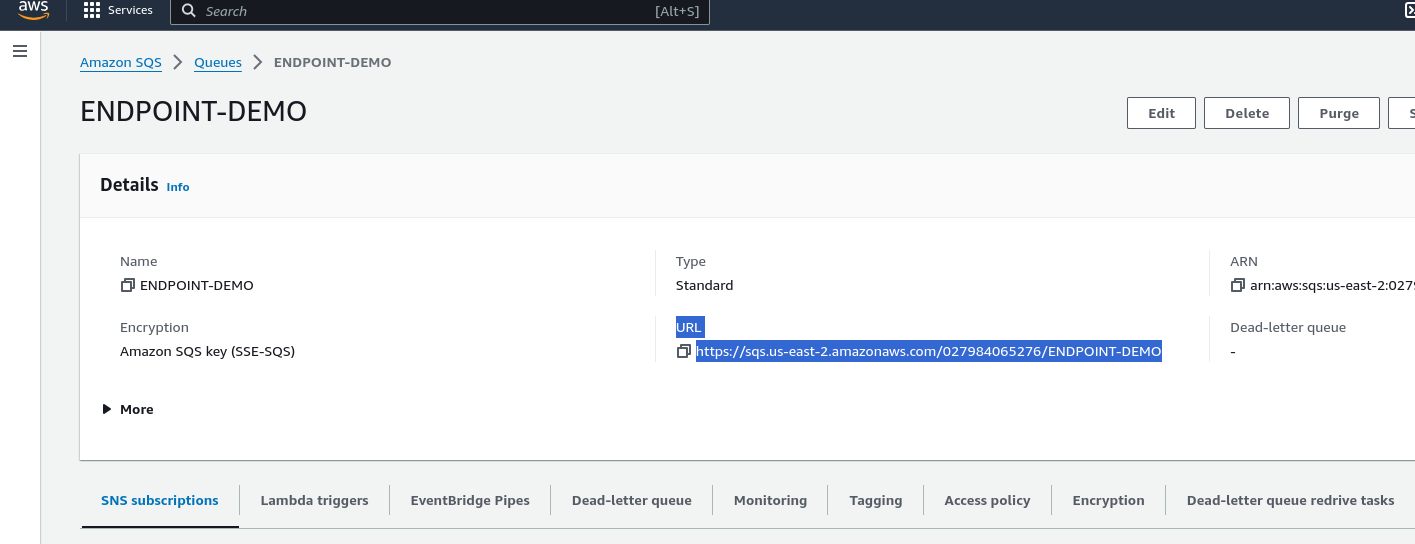 aws
Services
Search
[Alt+S]
Amazon SQS
Queues
ENDPOINT-DEMO
ENDPOINT-DEMO
Edit
Delete
Purge
Details
Info
Name
ENDPOINT-DEMO
Type
Standard
ARN
arn:aws:sqs:us-east-2:0279
Encryption
Amazon SQS key (SSE-SQS)
URL
https://sqs.us-east-2.amazonaws.com/027984065276/ENDPOINT-DEMO
Dead-letter queue
-
More
SNS subscriptions
Lambda triggers
EventBridge Pipes
Dead-letter queue
Monitoring
Tagging
Access policy
Encryption
Dead-letter queue redrive tasks